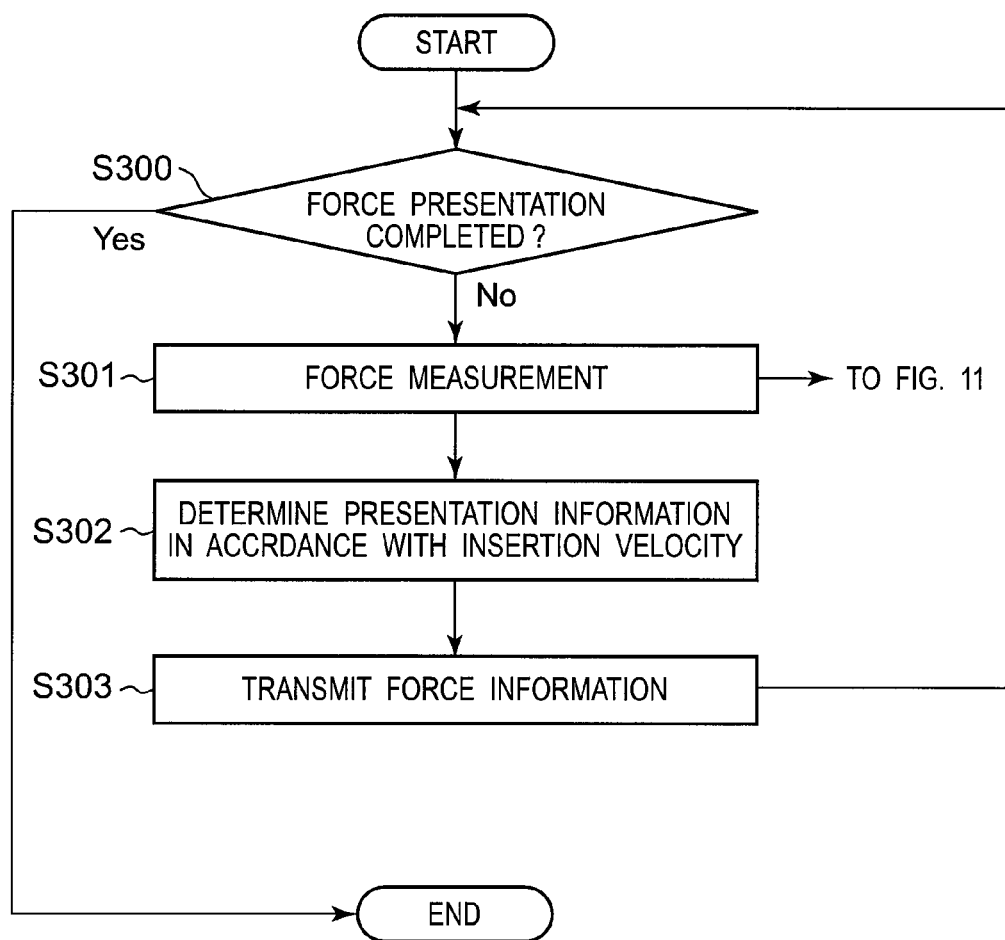 START
S300
FORCE PRESENTATION
COMPLETED ?
Yes
No
S301
FORCE MEASUREMENT
TO FIG. 11
S302
DETERMINE PRESENTATION INFORMATION
IN ACCRDANCE WITH INSERTION VELOCITY
S303
TRANSMIT FORCE INFORMATION
END